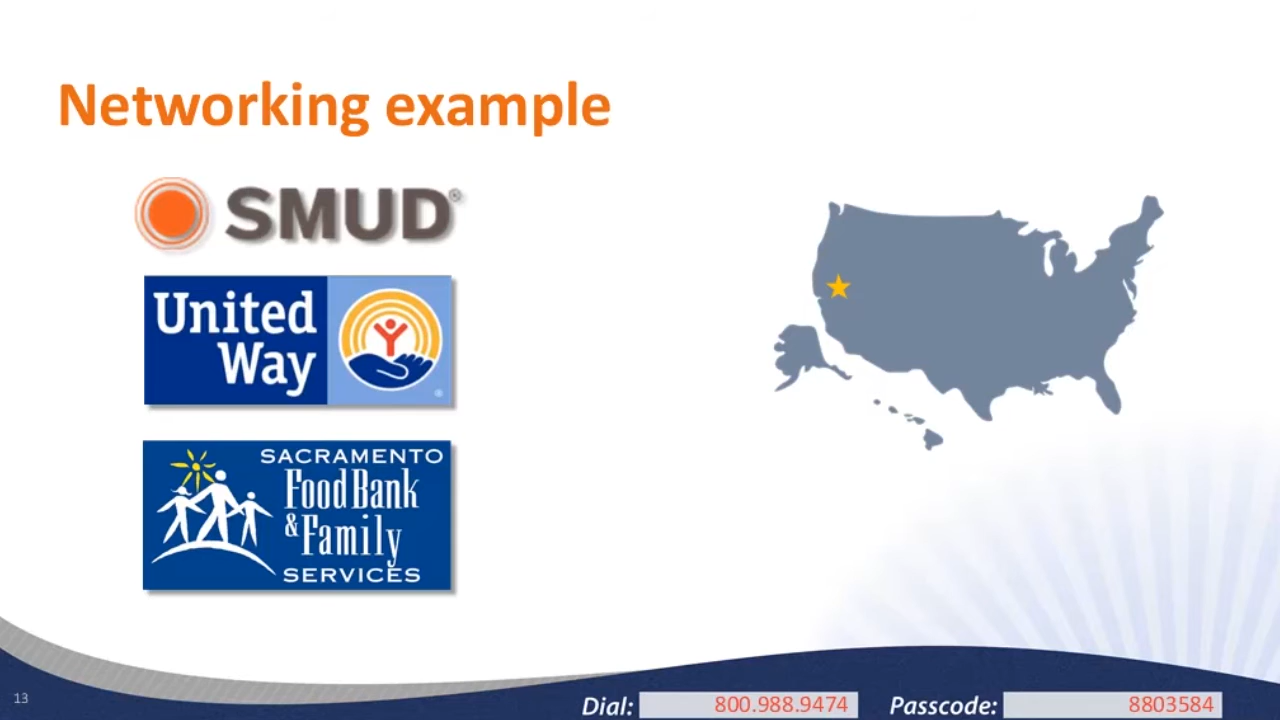 Networking example
SMUD®
United
Way
®
SACRAMENTO
Food Bank
& Family
SERVICES
13
Dial: 800.988.9474 Passcode: 8803584